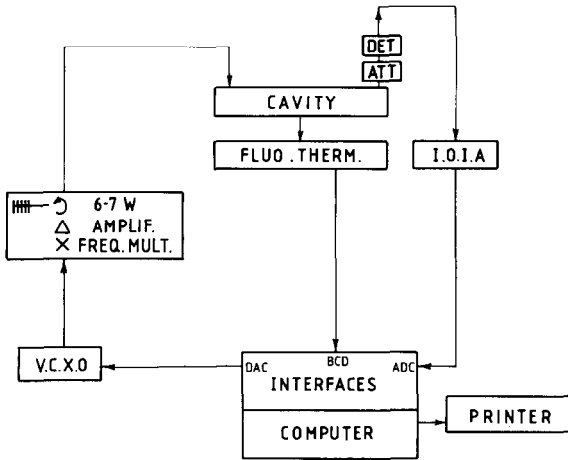 DET
ATT
CAVITY
FLUO . THERM.
I.O.I.A
6-7 W
AMPLIF.
FREQ. MULT.
V.C.X.O
DAC
BCD
ADC
INTERFACES
COMPUTER
PRINTER